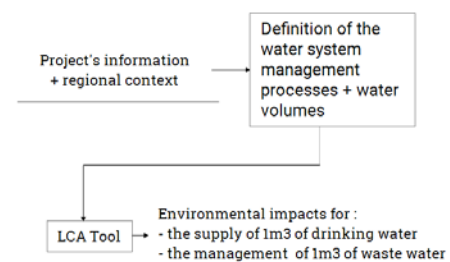 Project's information
+ regional context
Definition of the
water system
management
processes + water
volumes
LCA Tool
Environmental impacts for :
- the supply of 1m3 of drinking water
- the management of 1m3 of waste water